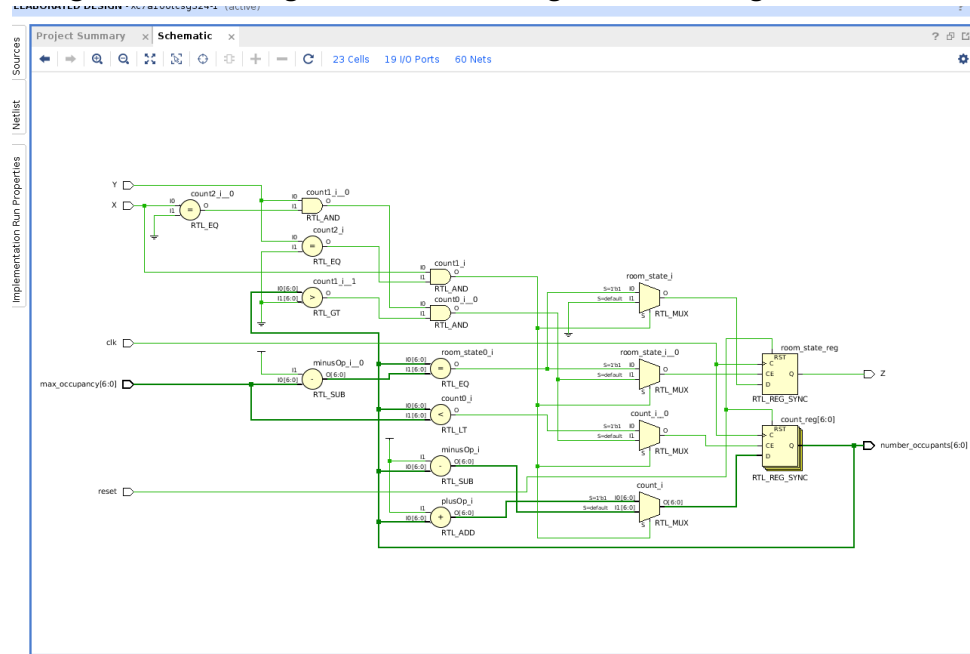 Project Summary
Schematic
23 Cells 19 I/O Ports 60 Nets
Sources
Netlist
Implementation Run Properties
Y
X
count2_i__0
I0
I1
O
=
RTL_EQ
count1_i__0
I0
I1
O
RTL_AND
count2_i
I0
I1
O
=
RTL_EQ
count1_i__1
I0[6:0]
I1[6:0]
O
>
RTL_GT
count1_i
I0
I1
O
RTL_AND
count0_i__0
I0
I1
O
RTL_AND
clk
minusOp_i__0
I1
I0[6:0]
O[6:0]
-
RTL_SUB
max_occupancy[6:0]
room_state0_i
I0[6:0]
I1[6:0]
O
=
RTL_EQ
count0_i
I0[6:0]
I1[6:0]
O
<
RTL_LT
minusOp_i
I1
I0[6:0]
O[6:0]
-
RTL_SUB
reset
plusOp_i
I1
I0[6:0]
O[6:0]
+
RTL_ADD
room_state_i
S=1'b1 I0
S=default I1
O
S
RTL_MUX
room_state_i__0
S=1'b1 I0
S=default I1
O
S
RTL_MUX
count_i__0
S=1'b1 I0
S=default I1
O
S
RTL_MUX
count_i
S=1'b1 I0[6:0]
S=default I1[6:0]
O[6:0]
S
RTL_MUX
room_state_reg
RST
C
CE Q
D
RTL_REG_SYNC
Z
count_reg[6:0]
RST
C
CE Q
D
RTL_REG_SYNC
number_occupants[6:0]